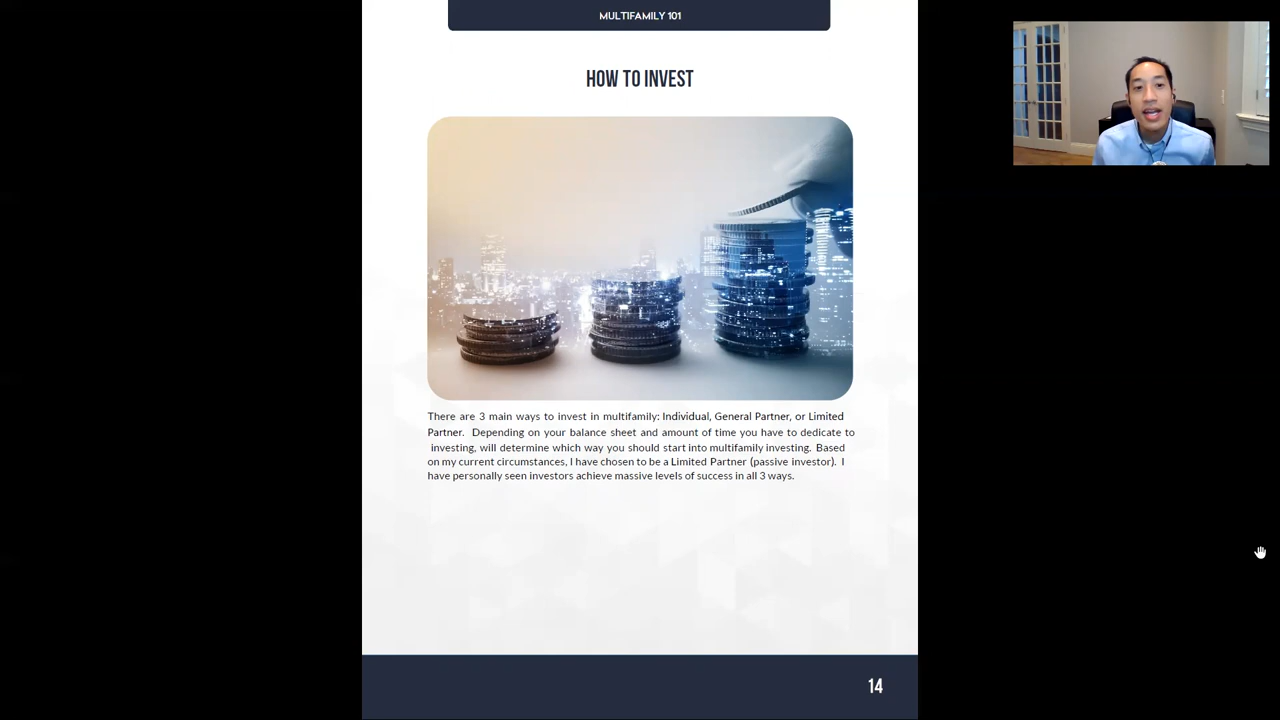 MULTIFAMILY 101
HOW TO INVEST
There are 3 main ways to invest in multifamily: Individual, General Partner, or Limited
Partner. Depending on your balance sheet and amount of time you have to dedicate to
investing, will determine which way you should start into multifamily investing. Based
on my current circumstances, I have chosen to be a Limited Partner (passive investor). I
have personally seen investors achieve massive levels of success in all 3 ways.
14